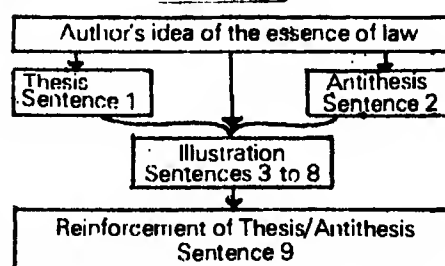 Author's idea of the essence of law
Thesis
Sentence 1
Antithesis
Sentence 2
Illustration
Sentences 3 to 8
Reinforcement of Thesis/Antithesis
Sentence 9